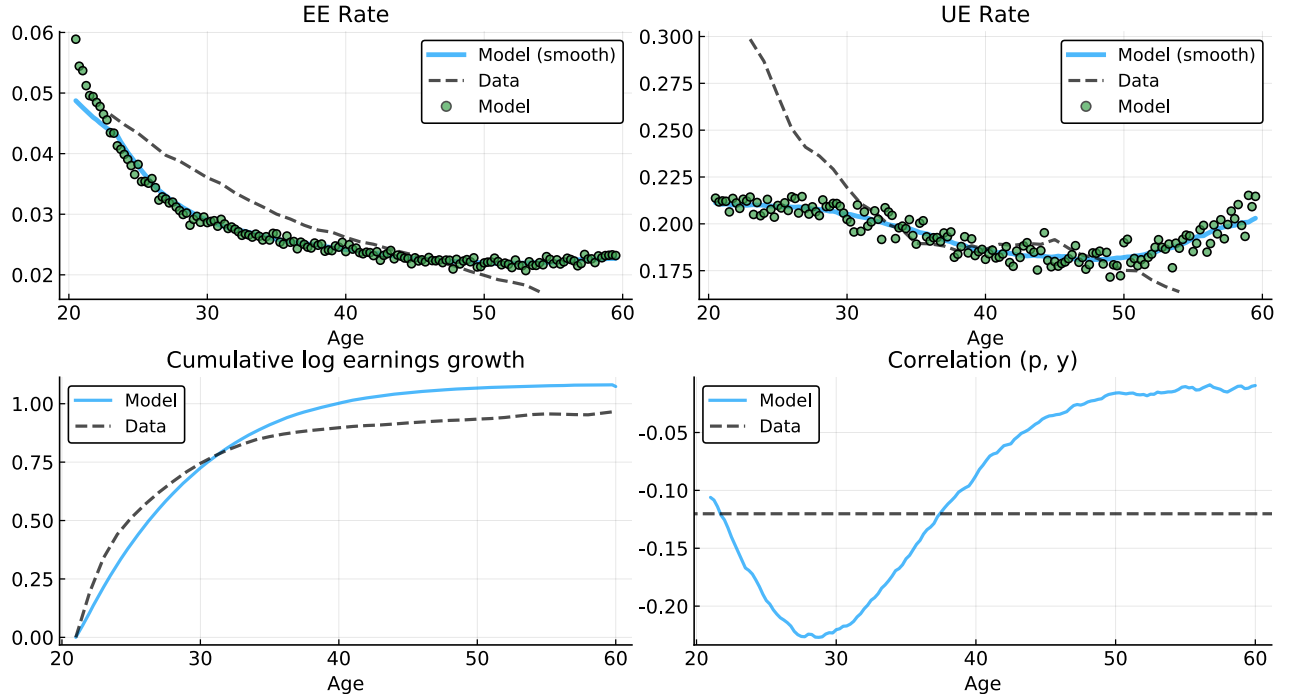 EE Rate
0.06
0.05
0.04
0.03
0.02
20 30 40 50 60
Age
Model (smooth)
Data
Model
UE Rate
0.300
0.275
0.250
0.225
0.200
0.175
20 30 40 50 60
Age
Model (smooth)
Data
Model
Cumulative log earnings growth
1.00
0.75
0.50
0.25
0.00
20 30 40 50 60
Age
Model
Data
Correlation (p, y)
-0.05
-0.10
-0.15
-0.20
20 30 40 50 60
Age
Model
Data